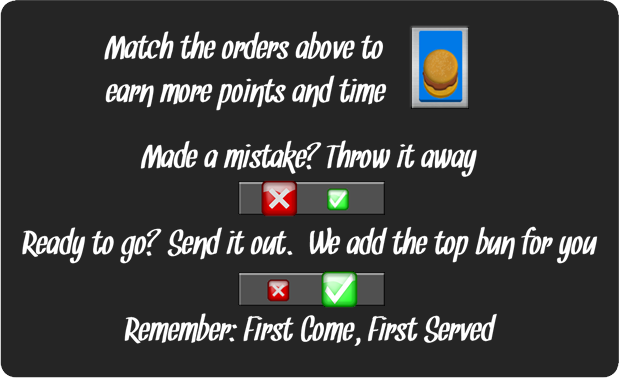 Match the orders above to
earn more points and time
Made a mistake? Throw it away
Ready to go? Send it out. We add the top bun for you
Remember: First Come, First Served